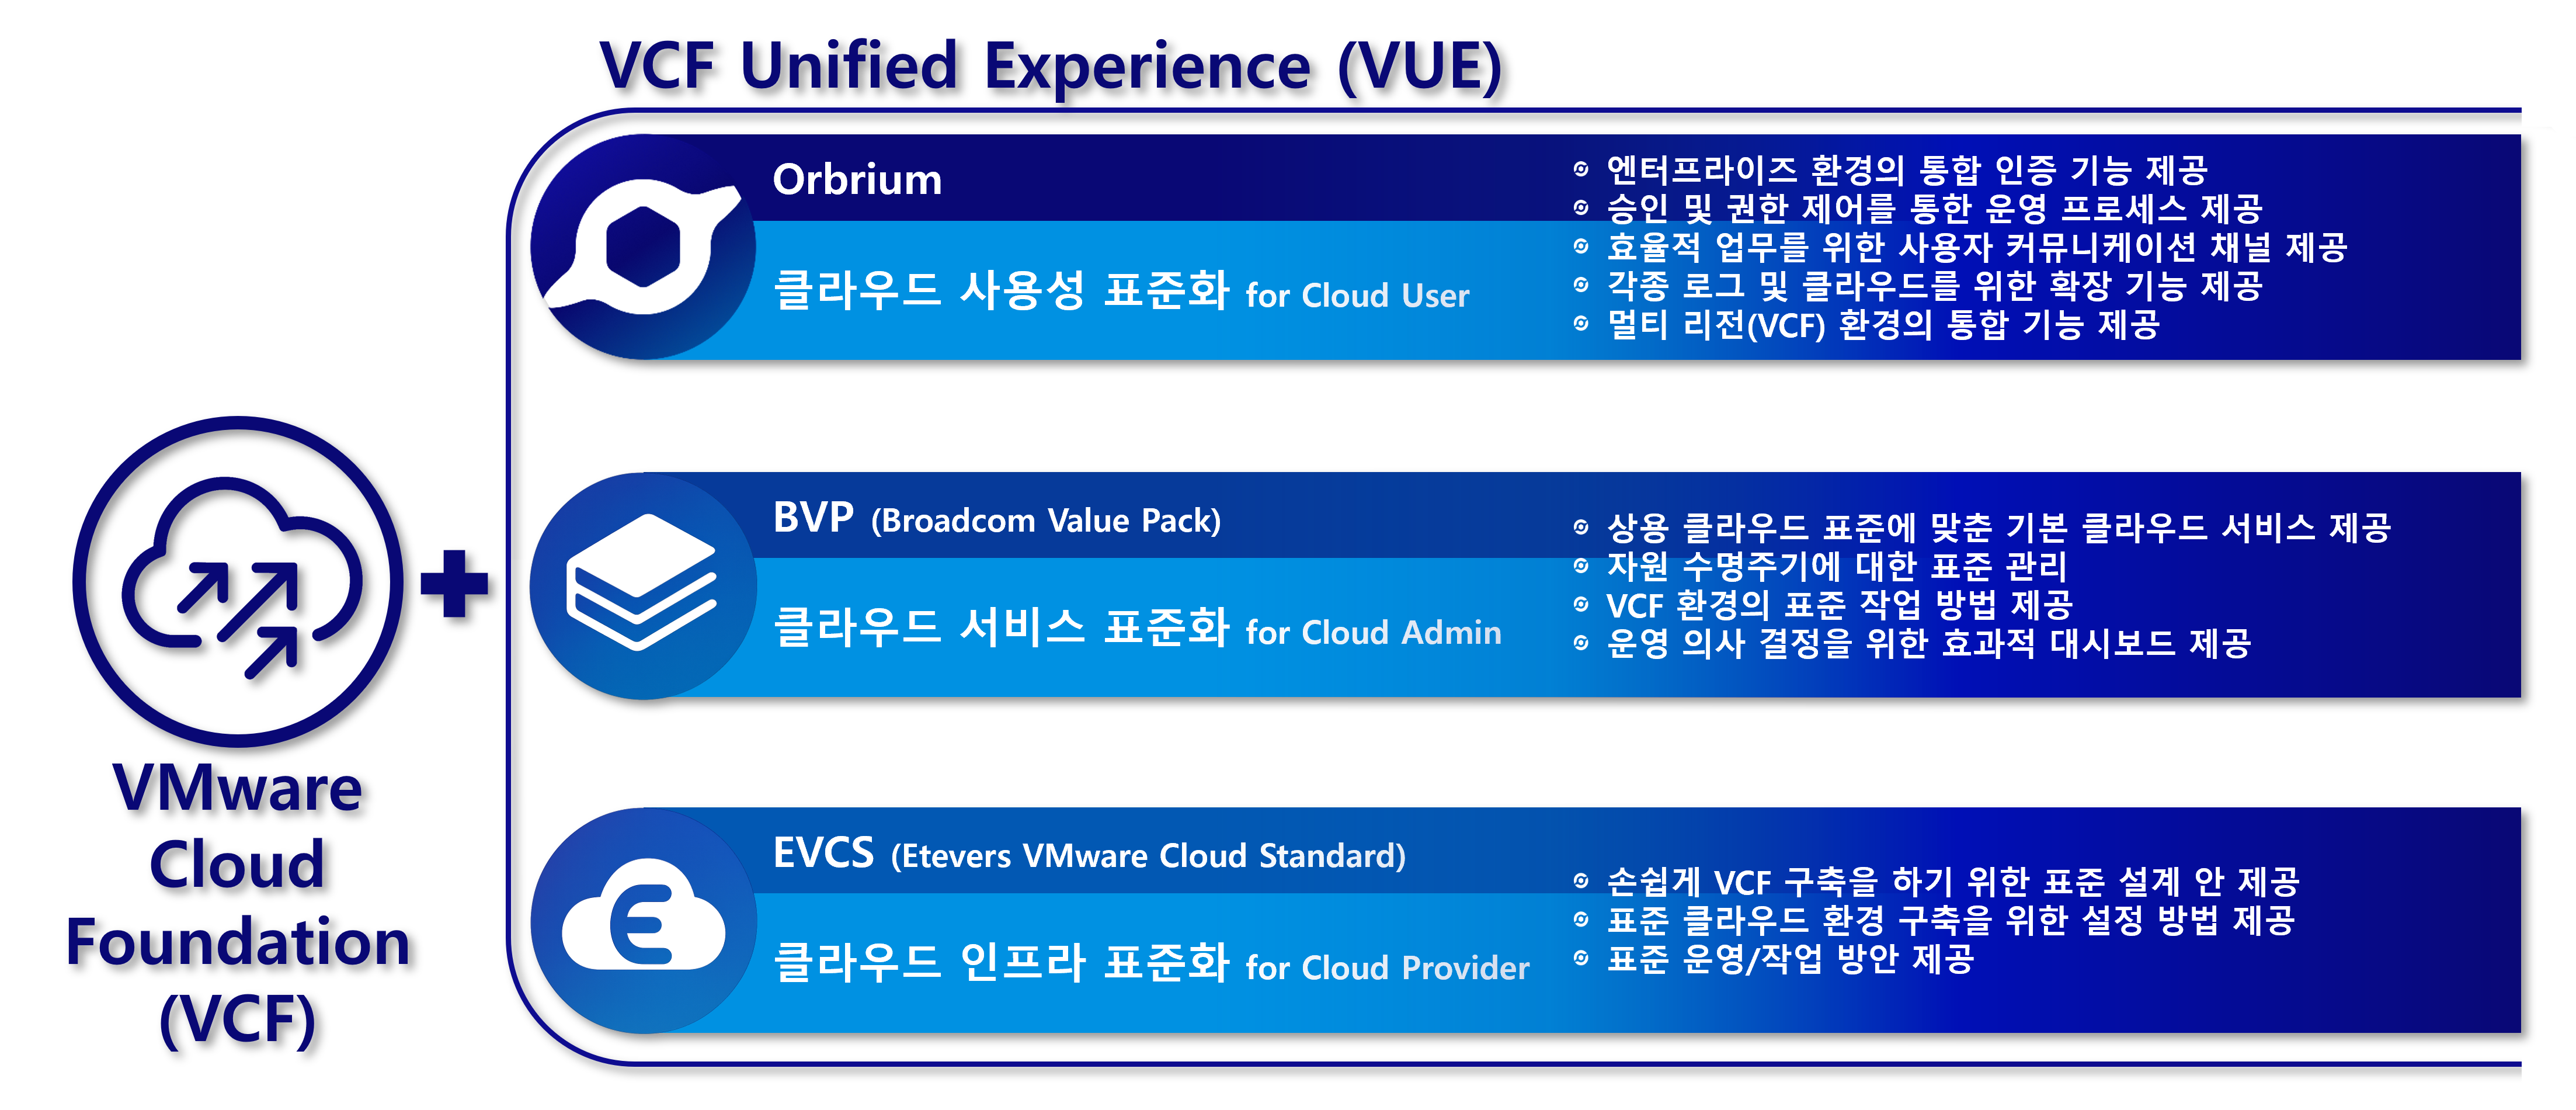 VCF Unified Experience (VUE)
VMware
Cloud
Foundation
(VCF)
Orbrium
클라우드 사용성 표준화 for Cloud User
엔터프라이즈 환경의 통합 인증 기능 제공
승인 및 권한 제어를 통한 운영 프로세스 제공
효율적 업무를 위한 사용자 커뮤니케이션 채널 제공
각종 로그 및 클라우드를 위한 확장 기능 제공
멀티 리전(VCF) 환경의 통합 기능 제공
BVP (Broadcom Value Pack)
클라우드 서비스 표준화 for Cloud Admin
상용 클라우드 표준에 맞춘 기본 클라우드 서비스 제공
자원 수명주기에 대한 표준 관리
VCF 환경의 표준 작업 방법 제공
운영 의사 결정을 위한 효과적 대시보드 제공
EVCS (Etevers VMware Cloud Standard)
클라우드 인프라 표준화 for Cloud Provider
손쉽게 VCF 구축을 하기 위한 표준 설계 안 제공
표준 클라우드 환경 구축을 위한 설정 방법 제공
표준 운영/작업 방안 제공